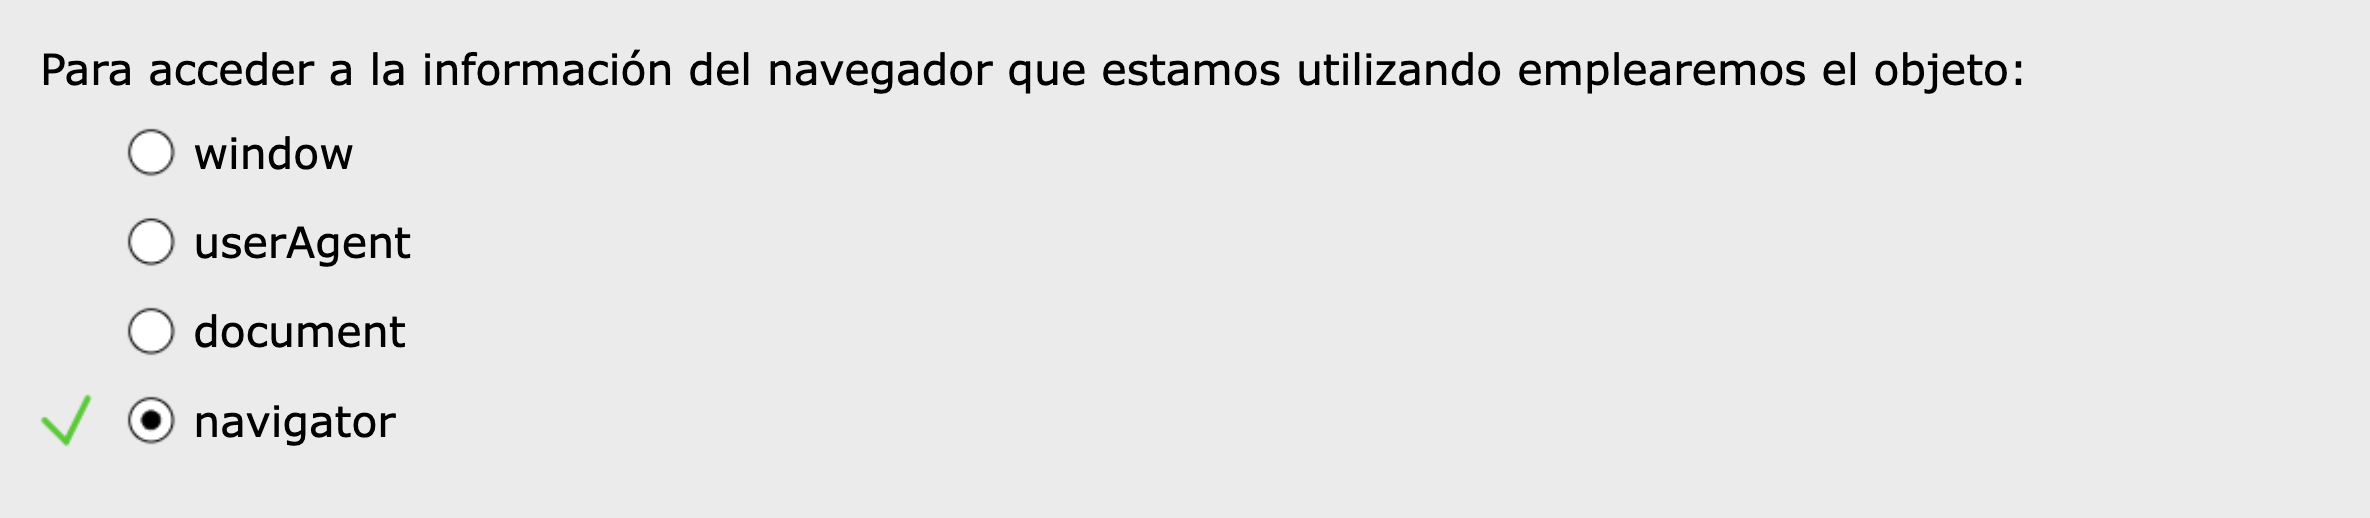 Para acceder a la información del navegador que estamos utilizando emplearemos el objeto:
window
userAgent
document
navigator